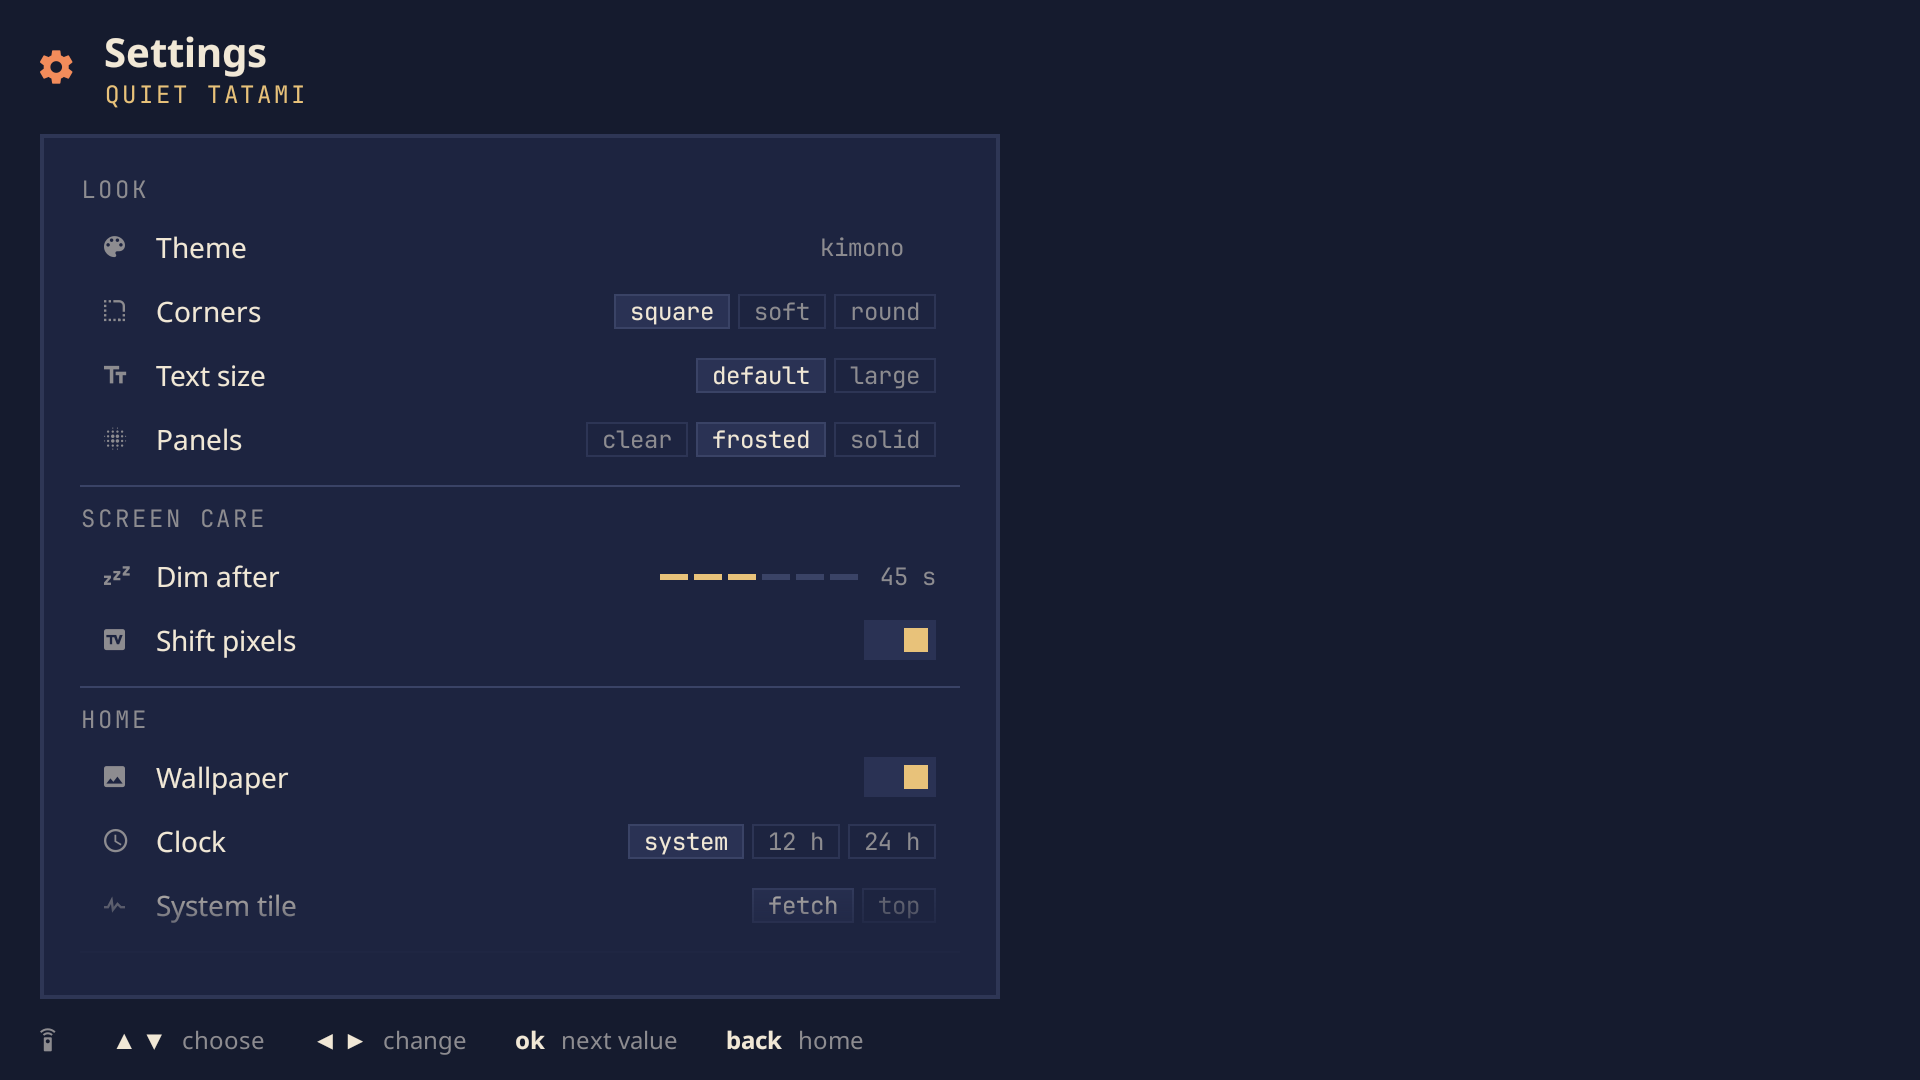 Settings
QUIET TATAMI
LOOK
Theme kimono
Corners square soft round
Text size default large
Panels clear frosted solid
SCREEN CARE
Dim after 45 s
Shift pixels
HOME
Wallpaper
Clock system 12 h 24 h
System tile fetch top
▲ ▼ choose ◀ ▶ change ok next value back home